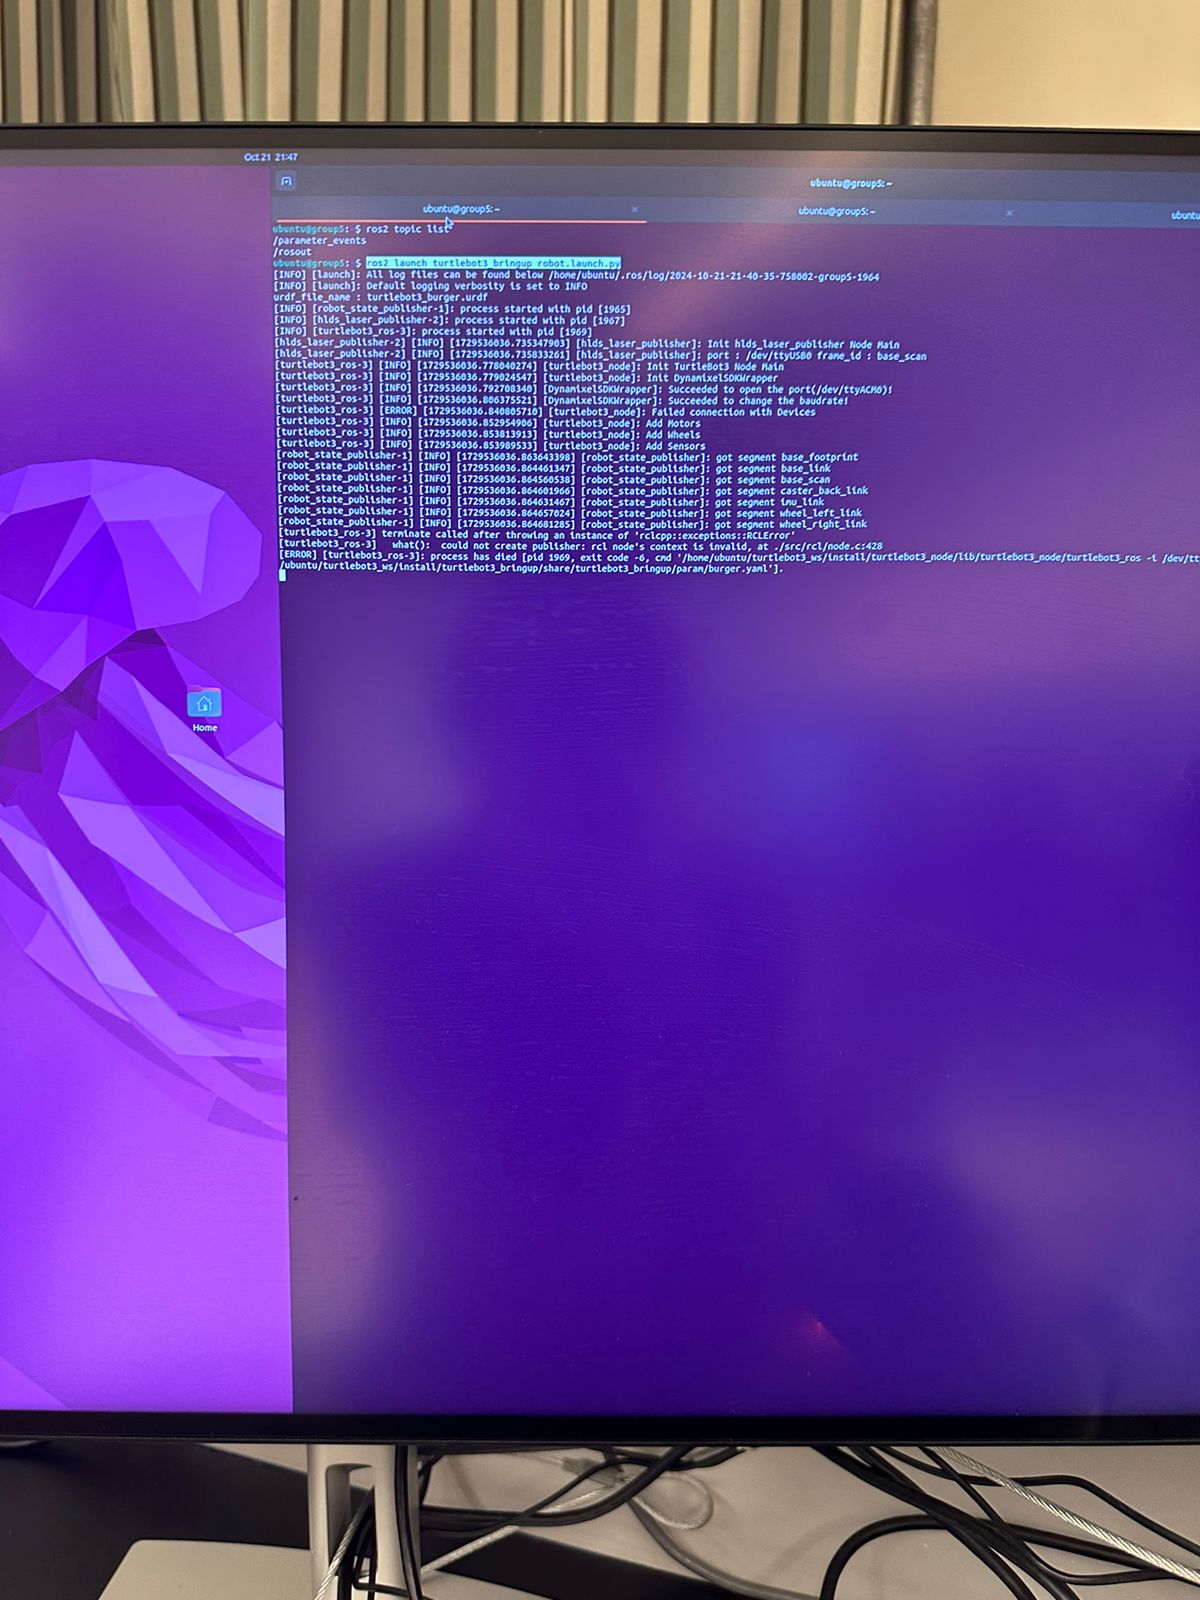 Oct 21 21:47
ubuntu@group5: ~
ubuntu@group5: ~
ubuntu@group5: ~
ubuntu
ubuntu@group5: $ ros2 topic list
/parameter_events
/rosout
ubuntu@group5: $ ros2 launch turtlebot3_bringup robot.launch.py
[INFO] [launch]: All log files can be found below /home/ubuntu/.ros/log/2024-10-21-21-40-35-758002-group5-1964
[INFO] [launch]: Default logging verbosity is set to INFO
urdf_file_name : turtlebot3_burger.urdf
[INFO] [robot_state_publisher-1]: process started with pid [1965]
[INFO] [hlds_laser_publisher-2]: process started with pid [1967]
[INFO] [turtlebot3_ros-3]: process started with pid [1969]
[hlds_laser_publisher-2] [INFO] [1729536036.735347903] [hlds_laser_publisher]: Init hlds_laser_publisher Node Main
[hlds_laser_publisher-2] [INFO] [1729536036.735833261] [hlds_laser_publisher]: port : /dev/ttyUSB0 frame_id : base_scan
[turtlebot3_ros-3] [INFO] [1729536036.778040274] [turtlebot3_node]: Init TurtleBot3 Node Main
[turtlebot3_ros-3] [INFO] [1729536036.779024547] [turtlebot3_node]: Init DynamixelSDKWrapper
[turtlebot3_ros-3] [INFO] [1729536036.792708340] [DynamixelSDKWrapper]: Succeeded to open the port(/dev/ttyACM0)!
[turtlebot3_ros-3] [INFO] [1729536036.806375521] [DynamixelSDKWrapper]: Succeeded to change the baudrate!
[turtlebot3_ros-3] [ERROR] [1729536036.840805710] [turtlebot3_node]: Failed connection with Devices
[turtlebot3_ros-3] [INFO] [1729536036.852954906] [turtlebot3_node]: Add Motors
[turtlebot3_ros-3] [INFO] [1729536036.853813913] [turtlebot3_node]: Add Wheels
[turtlebot3_ros-3] [INFO] [1729536036.853989533] [turtlebot3_node]: Add Sensors
[robot_state_publisher-1] [INFO] [1729536036.863643398] [robot_state_publisher]: got segment base_footprint
[robot_state_publisher-1] [INFO] [1729536036.864461347] [robot_state_publisher]: got segment base_link
[robot_state_publisher-1] [INFO] [1729536036.864560538] [robot_state_publisher]: got segment base_scan
[robot_state_publisher-1] [INFO] [1729536036.864601966] [robot_state_publisher]: got segment caster_back_link
[robot_state_publisher-1] [INFO] [1729536036.864631467] [robot_state_publisher]: got segment imu_link
[robot_state_publisher-1] [INFO] [1729536036.864657024] [robot_state_publisher]: got segment wheel_left_link
[robot_state_publisher-1] [INFO] [1729536036.864681285] [robot_state_publisher]: got segment wheel_right_link
[turtlebot3_ros-3] terminate called after throwing an instance of 'rclcpp::exceptions::RCLError'
[turtlebot3_ros-3]   what():  could not create publisher: rcl node's context is invalid, at ./src/rcl/node.c:428
[ERROR] [turtlebot3_ros-3]: process has died [pid 1969, exit code -6, cmd '/home/ubuntu/turtlebot3_ws/install/turtlebot3_node/lib/turtlebot3_node/turtlebot3_ros -i /dev/tt
/ubuntu/turtlebot3_ws/install/turtlebot3_bringup/share/turtlebot3_bringup/param/burger.yaml'].
Home